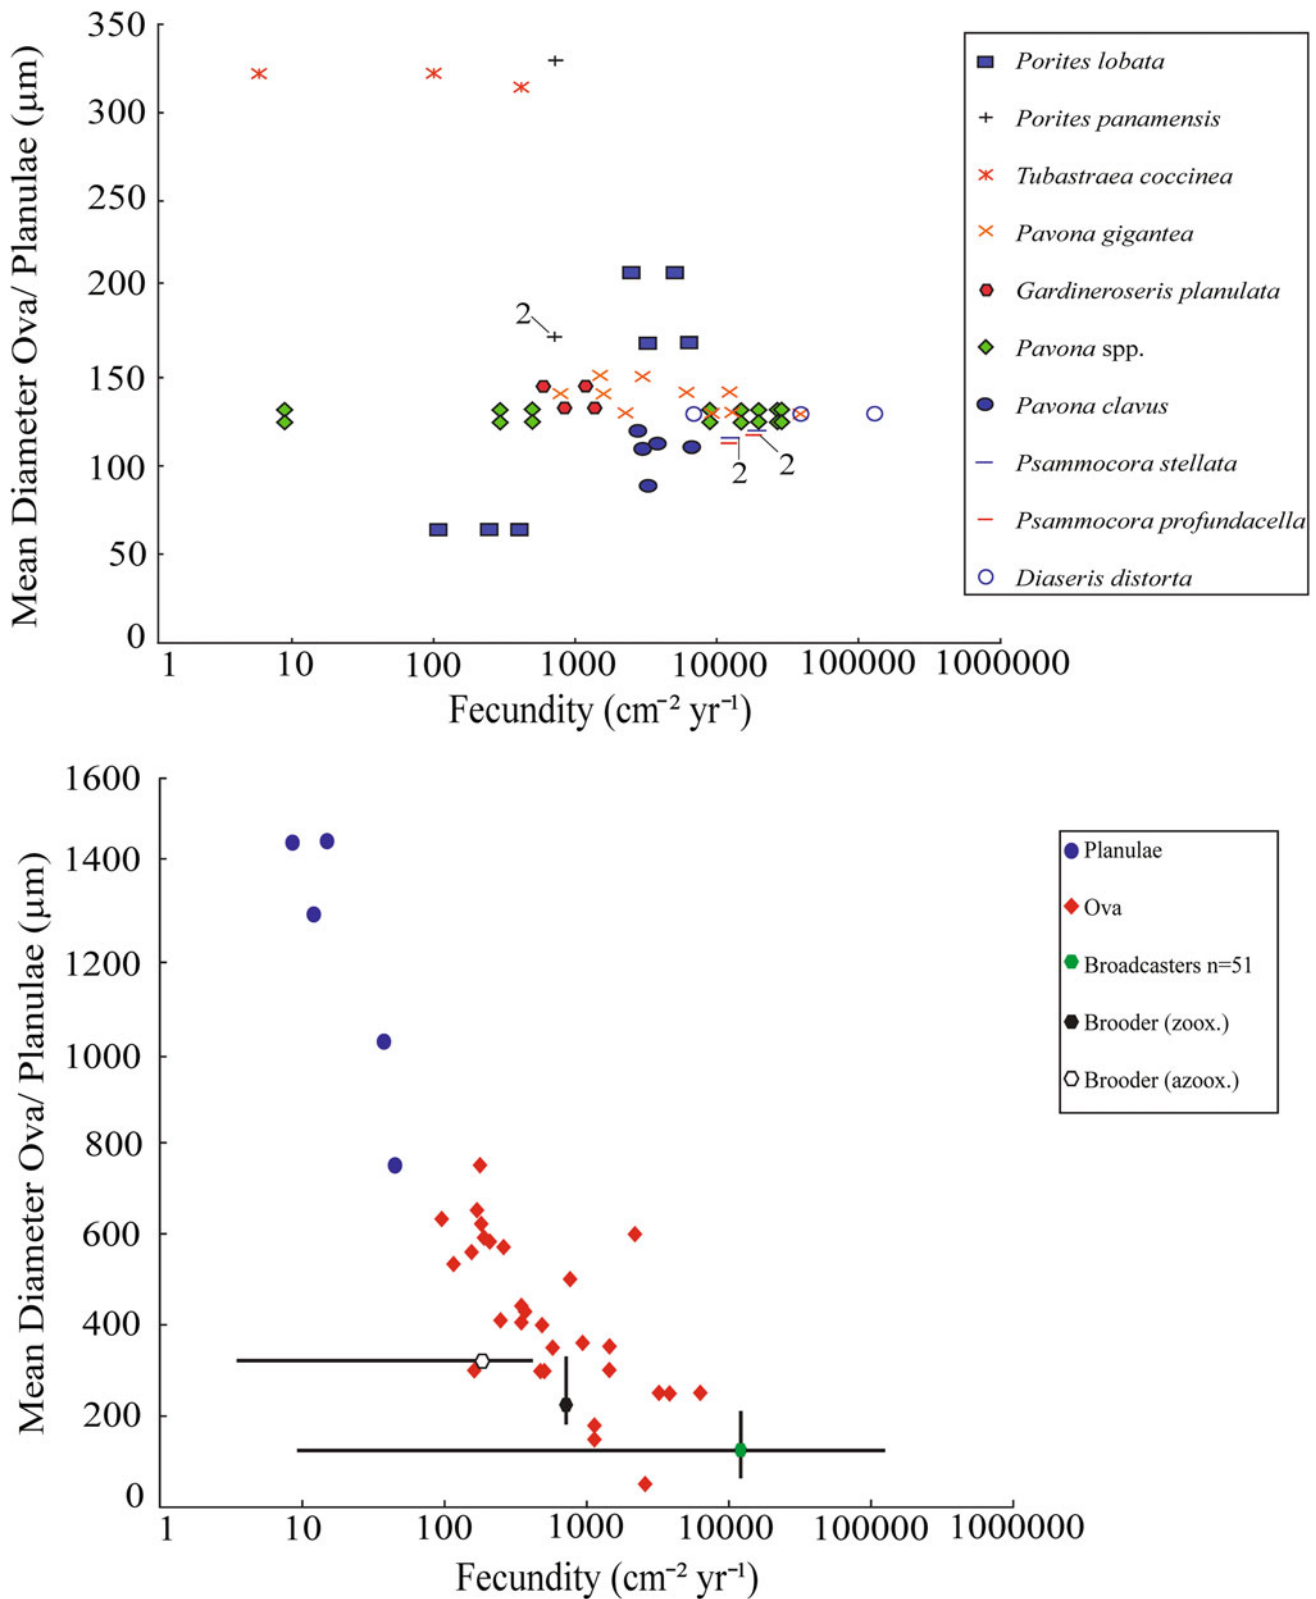 350
300
250
200
150
100
50
0
Mean Diameter Ova/ Planulae (µm)
2
2
2
1 10 100 1000 10000 100000 1000000
Fecundity (cm⁻² yr⁻¹)
Porites lobata
Porites panamensis
Tubastraea coccinea
Pavona gigantea
Gardineroseris planulata
Pavona spp.
Pavona clavus
Psammocora stellata
Psammocora profundacella
Diaseris distorta
1600
1400
1200
1000
800
600
400
200
0
Mean Diameter Ova/ Planulae (µm)
1 10 100 1000 10000 100000 1000000
Fecundity (cm⁻² yr⁻¹)
Planulae
Ova
Broadcasters n=51
Brooder (zoox.)
Brooder (azoox.)